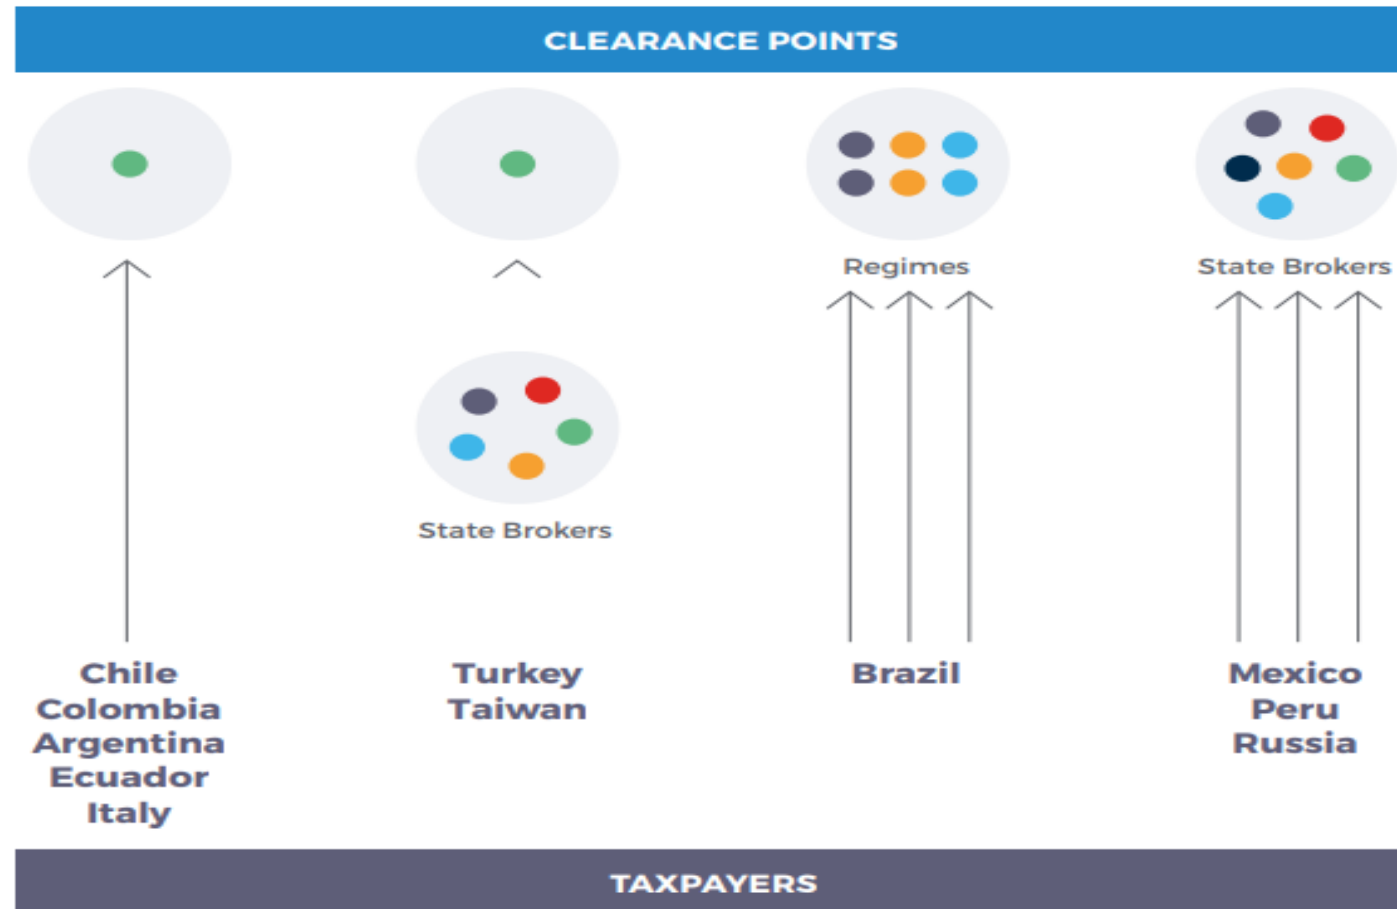 CLEARANCE POINTS
Regimes
State Brokers
State Brokers
Chile
Colombia
Argentina
Ecuador
Italy
Turkey
Taiwan
Brazil
Mexico
Peru
Russia
TAXPAYERS